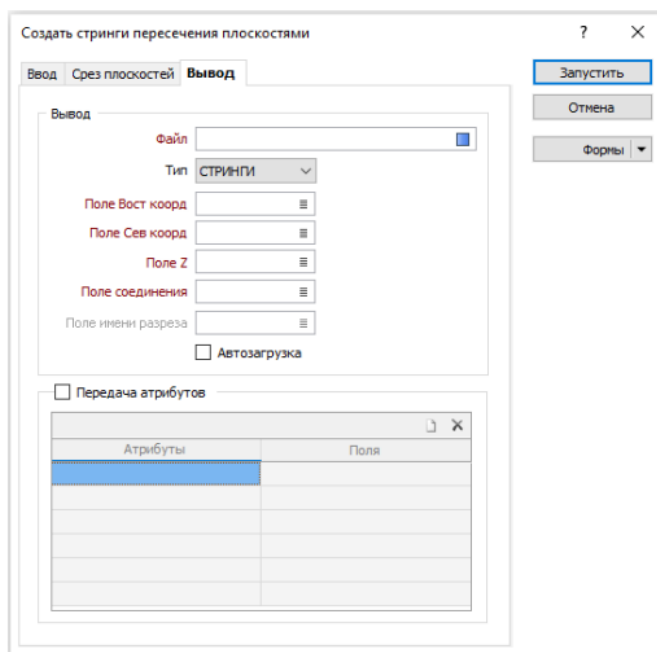 Создать стринги пересечения плоскостями
?
Ввод
Срез плоскостей
Вывод
Запустить
Отмена
Формы
Вывод
Файл
Тип СТРИНГИ
Поле Вост коорд
Поле Сев коорд
Поле Z
Поле соединения
Поле имени разреза
Автозагрузка
Передача атрибутов
Атрибуты
Поля